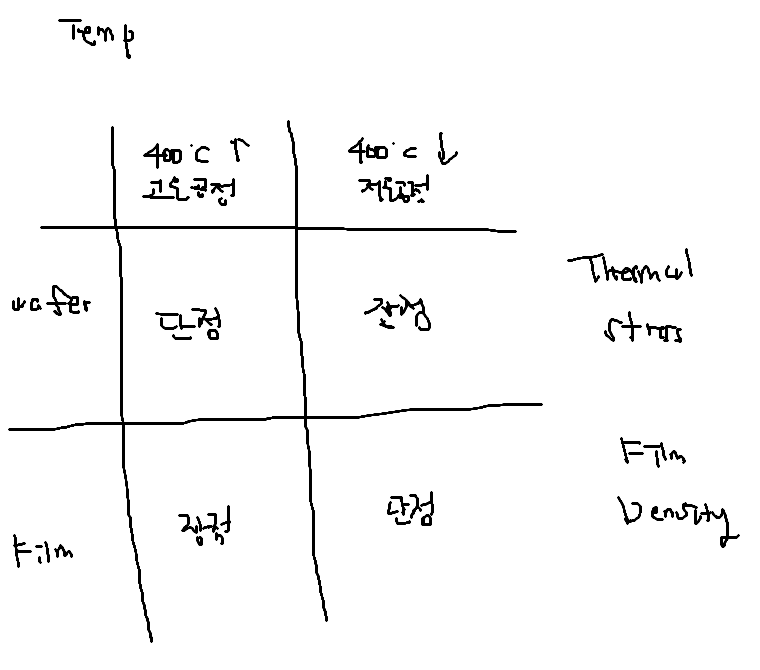 Temp
400°C ↑ 400°C ↓
고온공정 저온공정
wafer 단점 장점 Thermal
stress
Film
장점 단점 Density
Film